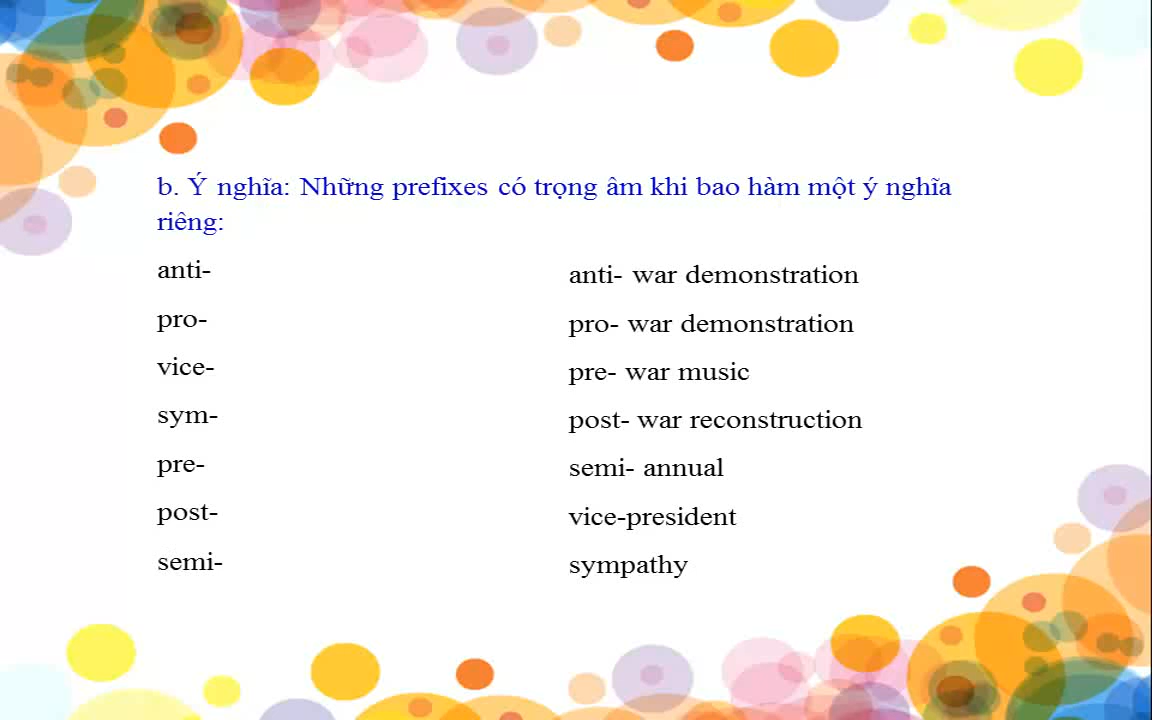 b. Ý nghĩa: Những prefixes có trọng âm khi bao hàm một ý nghĩa
riêng:
anti-
pro-
vice-
sym-
pre-
post-
semi-
anti- war demonstration
pro- war demonstration
pre- war music
post- war reconstruction
semi- annual
vice-president
sympathy